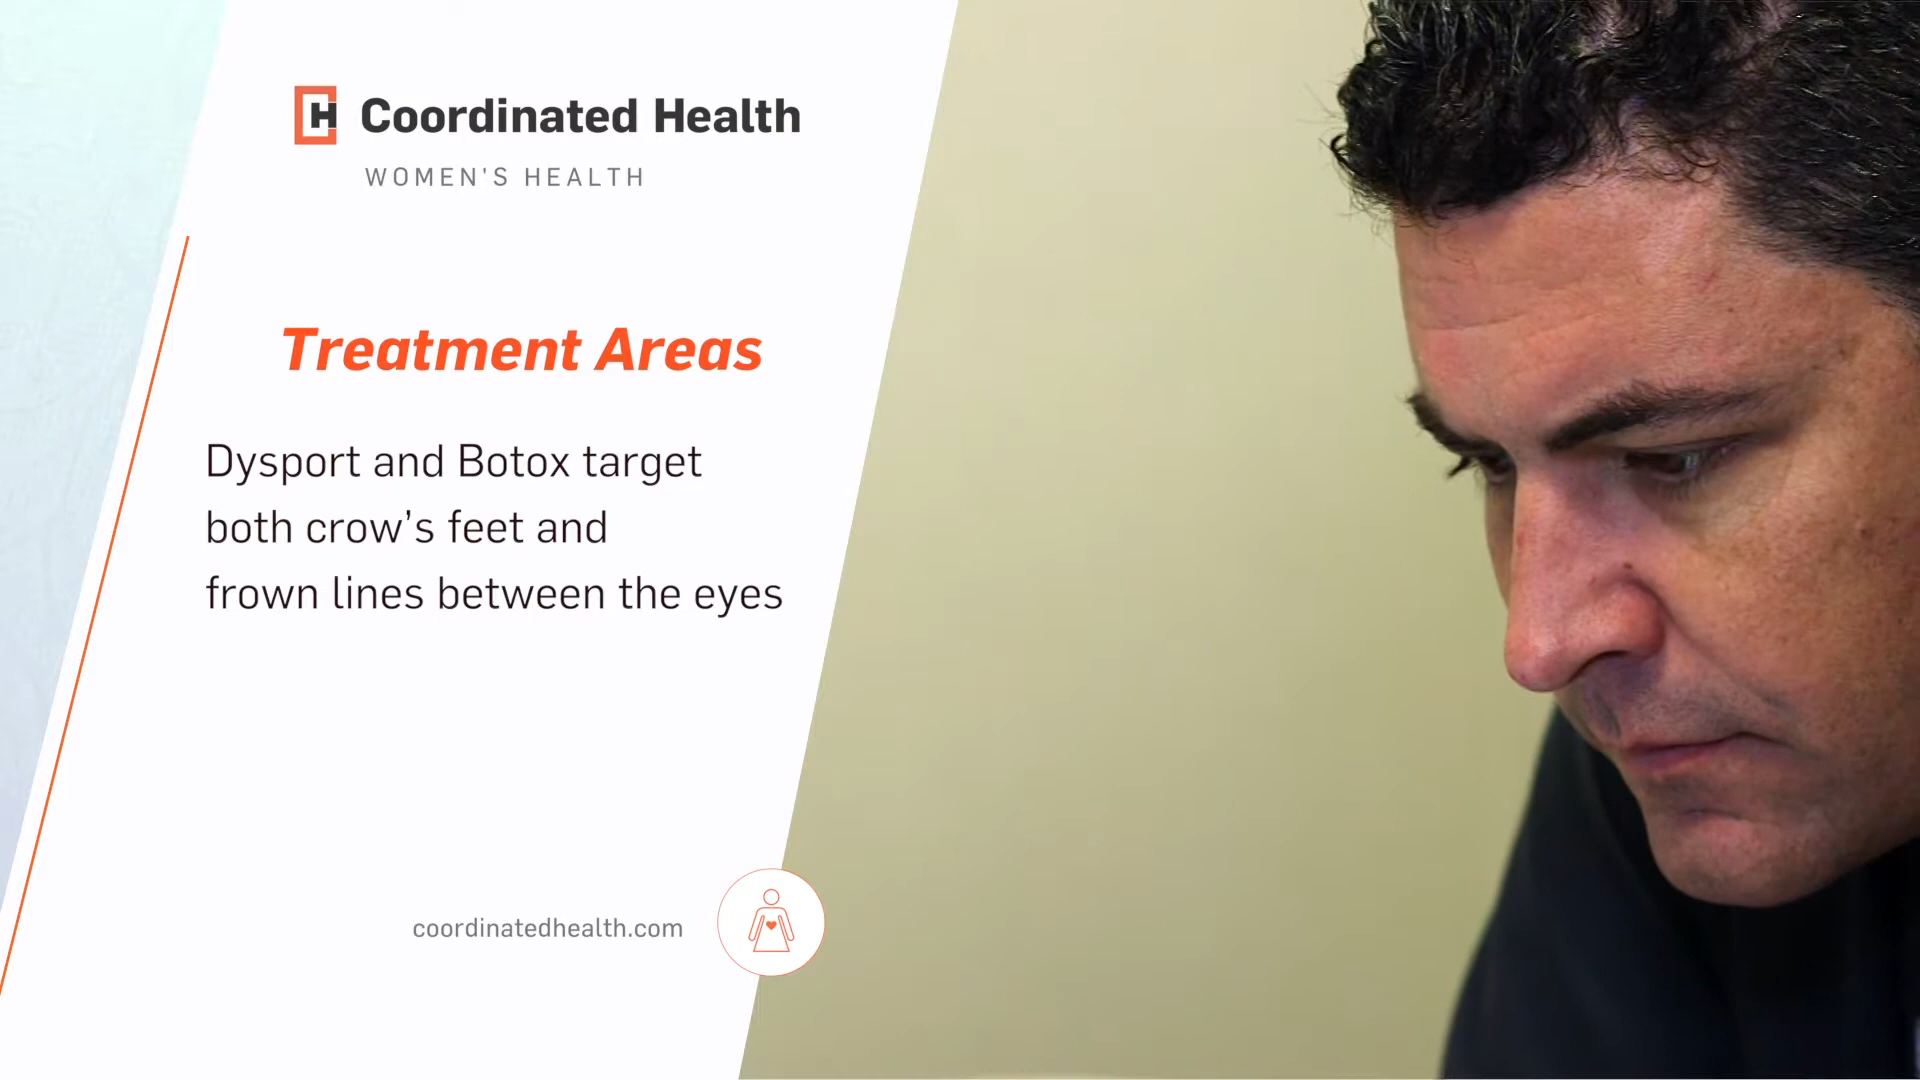 CH Coordinated Health
WOMEN'S HEALTH
Treatment Areas
Dysport and Botox target
both crow’s feet and
frown lines between the eyes
coordinatedhealth.com